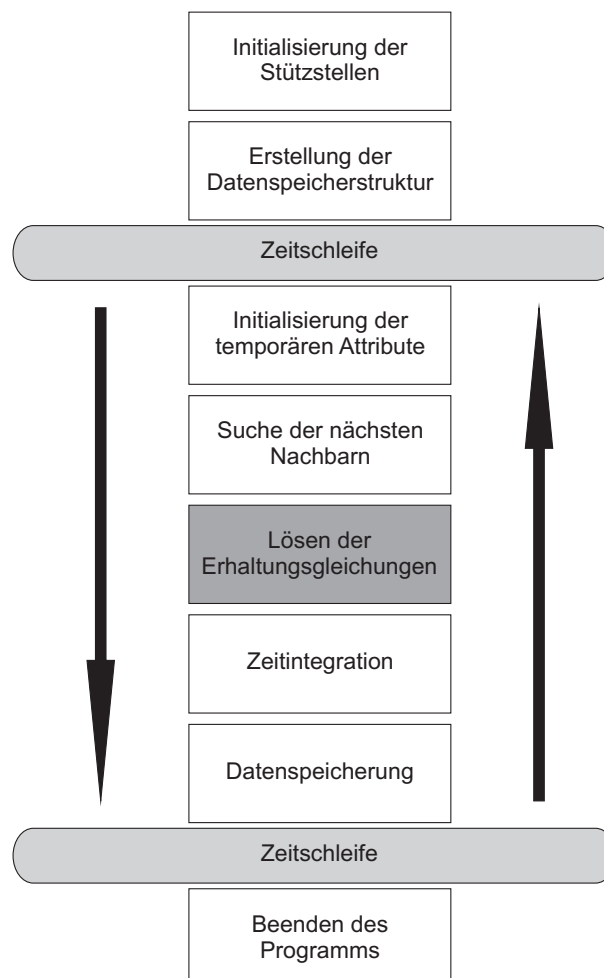 Initialisierung der
Stützstellen
Erstellung der
Datenspeicherstruktur
Zeitschleife
Initialisierung der
temporären Attribute
Suche der nächsten
Nachbarn
Lösen der
Erhaltungsgleichungen
Zeitintegration
Datenspeicherung
Zeitschleife
Beenden des
Programms